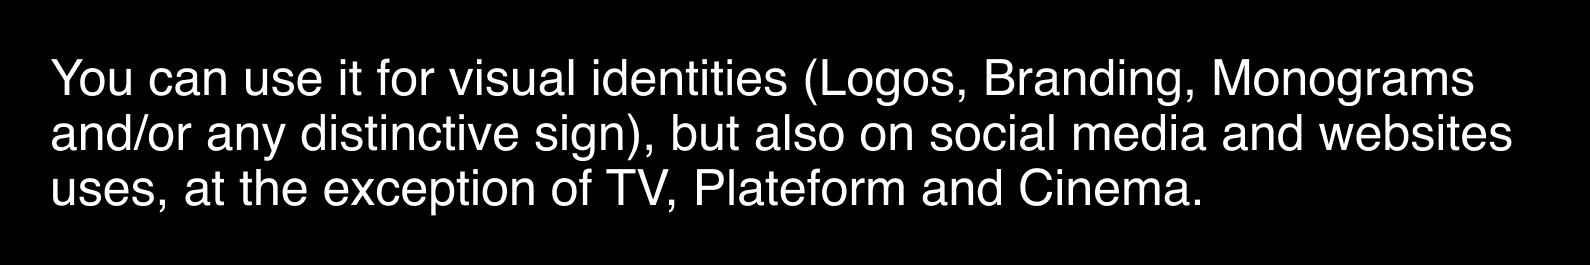 You can use it for visual identities (Logos, Branding, Monograms
and/or any distinctive sign), but also on social media and websites
uses, at the exception of TV, Plateform and Cinema.